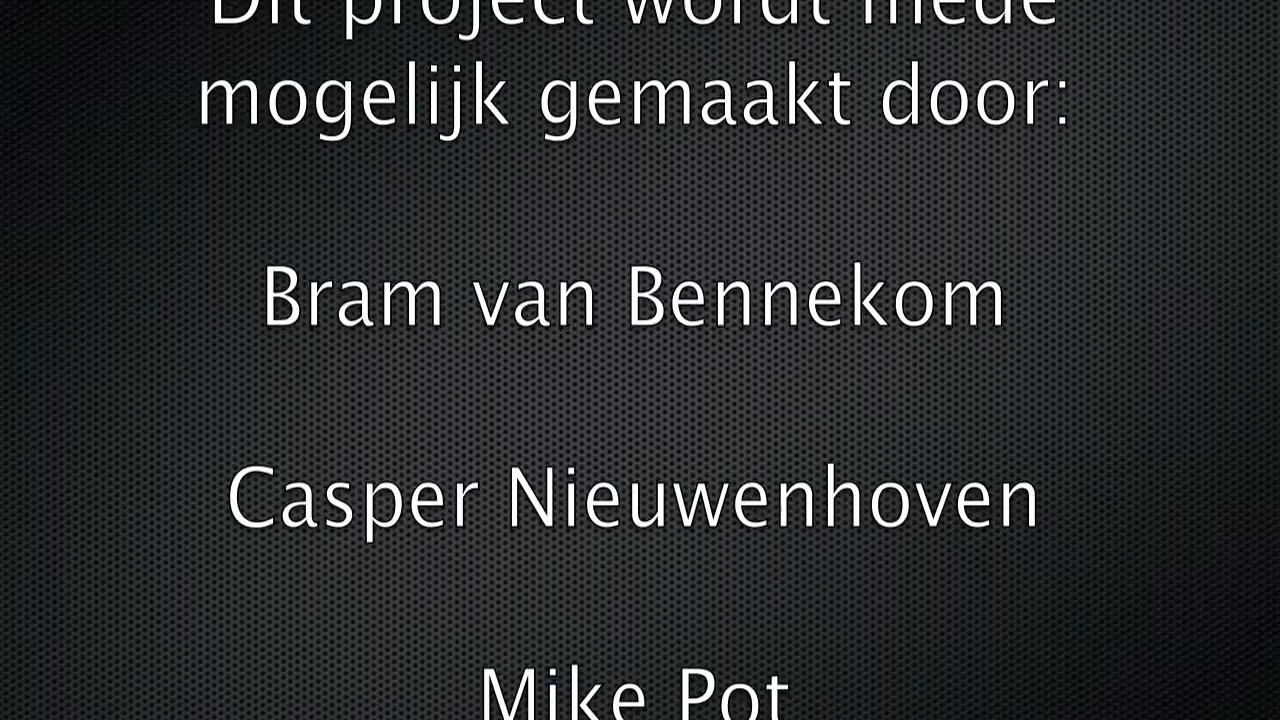 Dit project wordt mede
mogelijk gemaakt door:
Bram van Bennekom
Casper Nieuwenhoven
Mike Pot